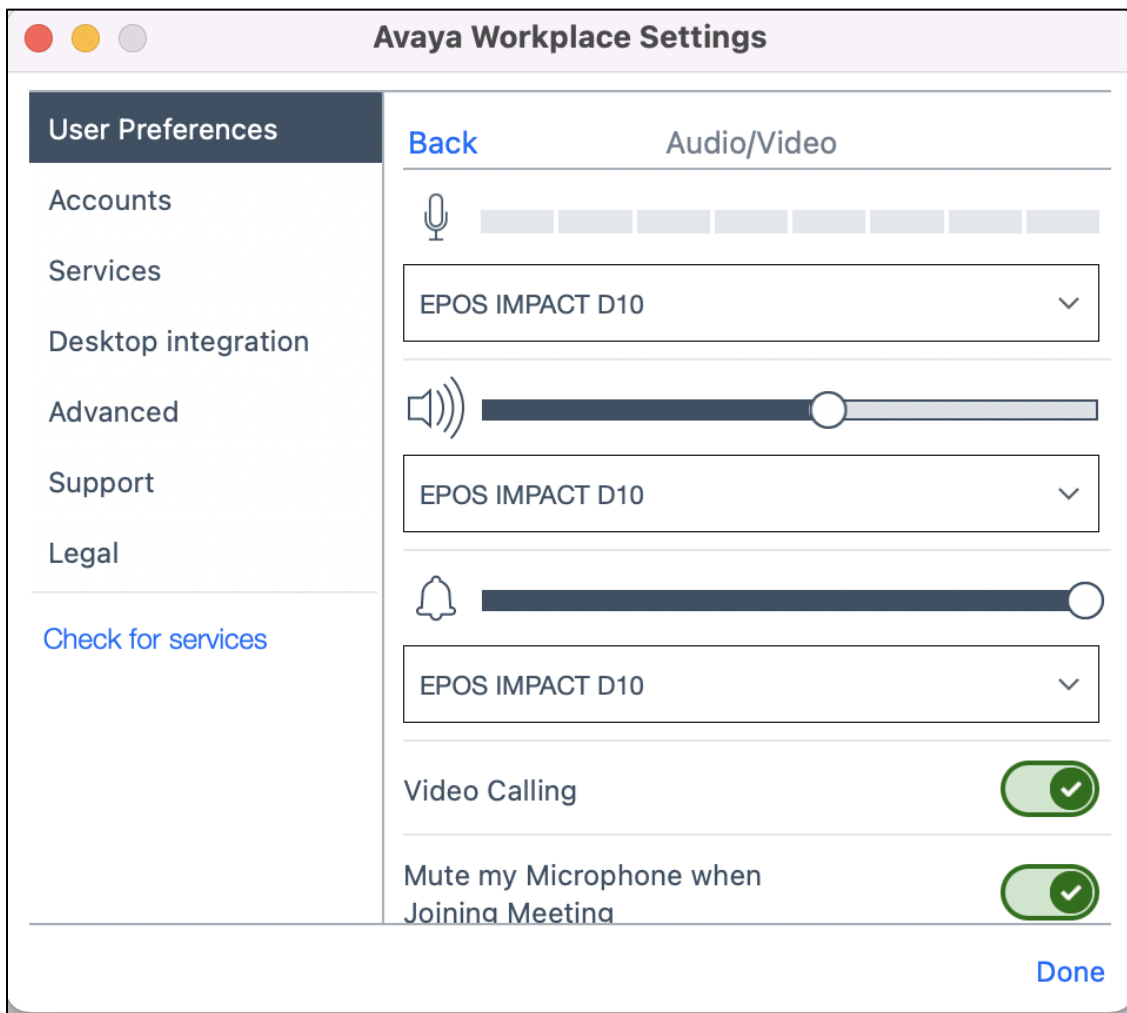 Avaya Workplace Settings
User Preferences
Accounts
Services
Desktop integration
Advanced
Support
Legal
Check for services
Back
Audio/Video
EPOS IMPACT D10
EPOS IMPACT D10
EPOS IMPACT D10
Video Calling
Mute my Microphone when
Joining Meeting
Done